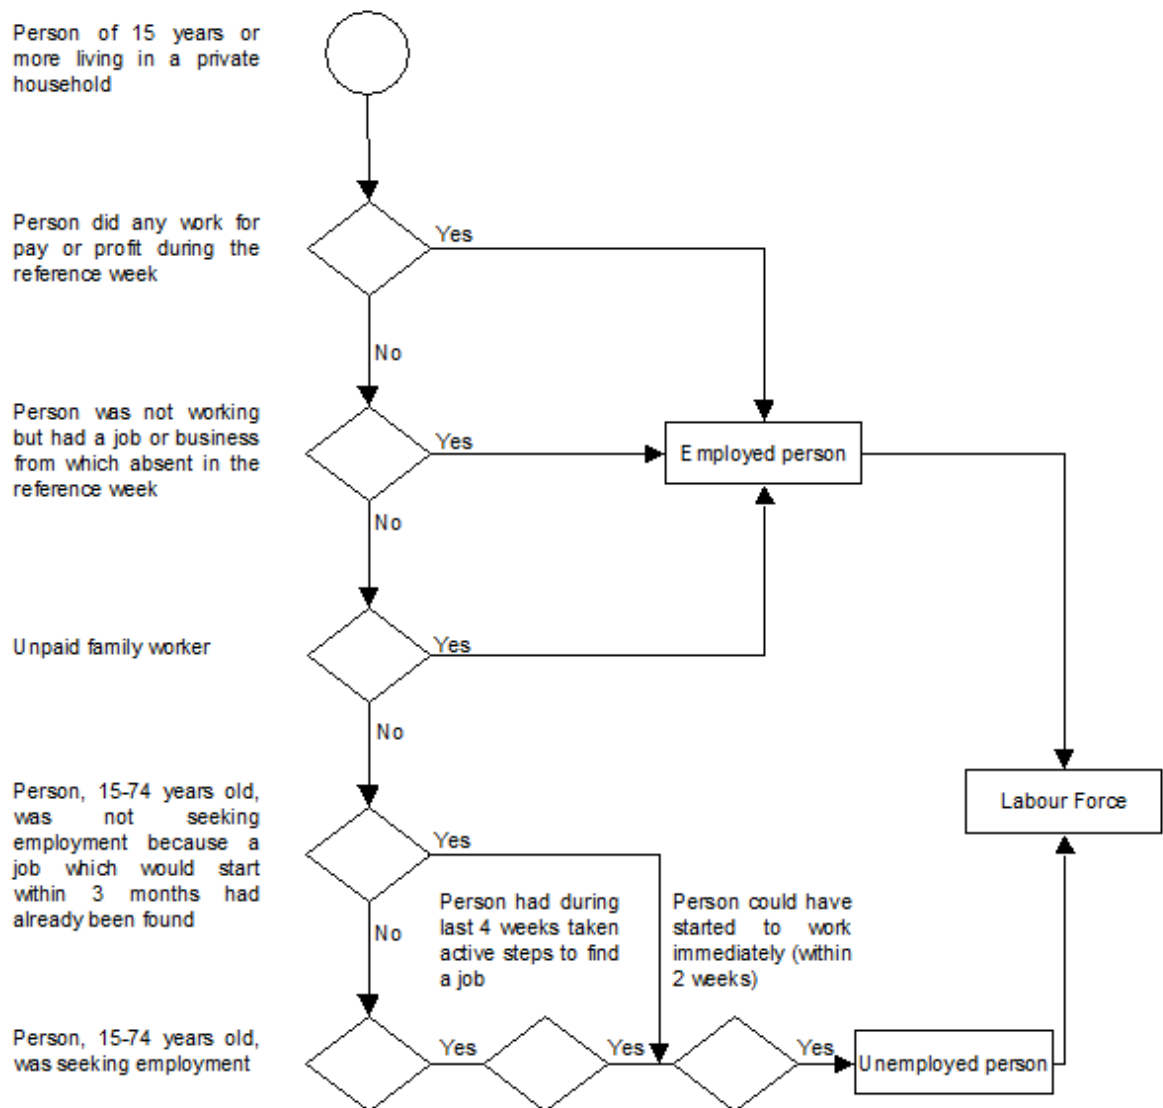 Person of 15 years or
more living in a private
household
Person did any work for
pay or profit during the
reference week
Yes
No
Person was not working
but had a job or business
from which absent in the
reference week
Yes
Employed person
No
Unpaid family worker
Yes
No
Person, 15-74 years old,
was not seeking
employment because a
job which would start
within 3 months had
already been found
Yes
Labour Force
No
Person had during
last 4 weeks taken
active steps to find
a job
Person could have
started to work
immediately (within
2 weeks)
Person, 15-74 years old,
was seeking employment
Yes
Yes
Yes
Unemployed person